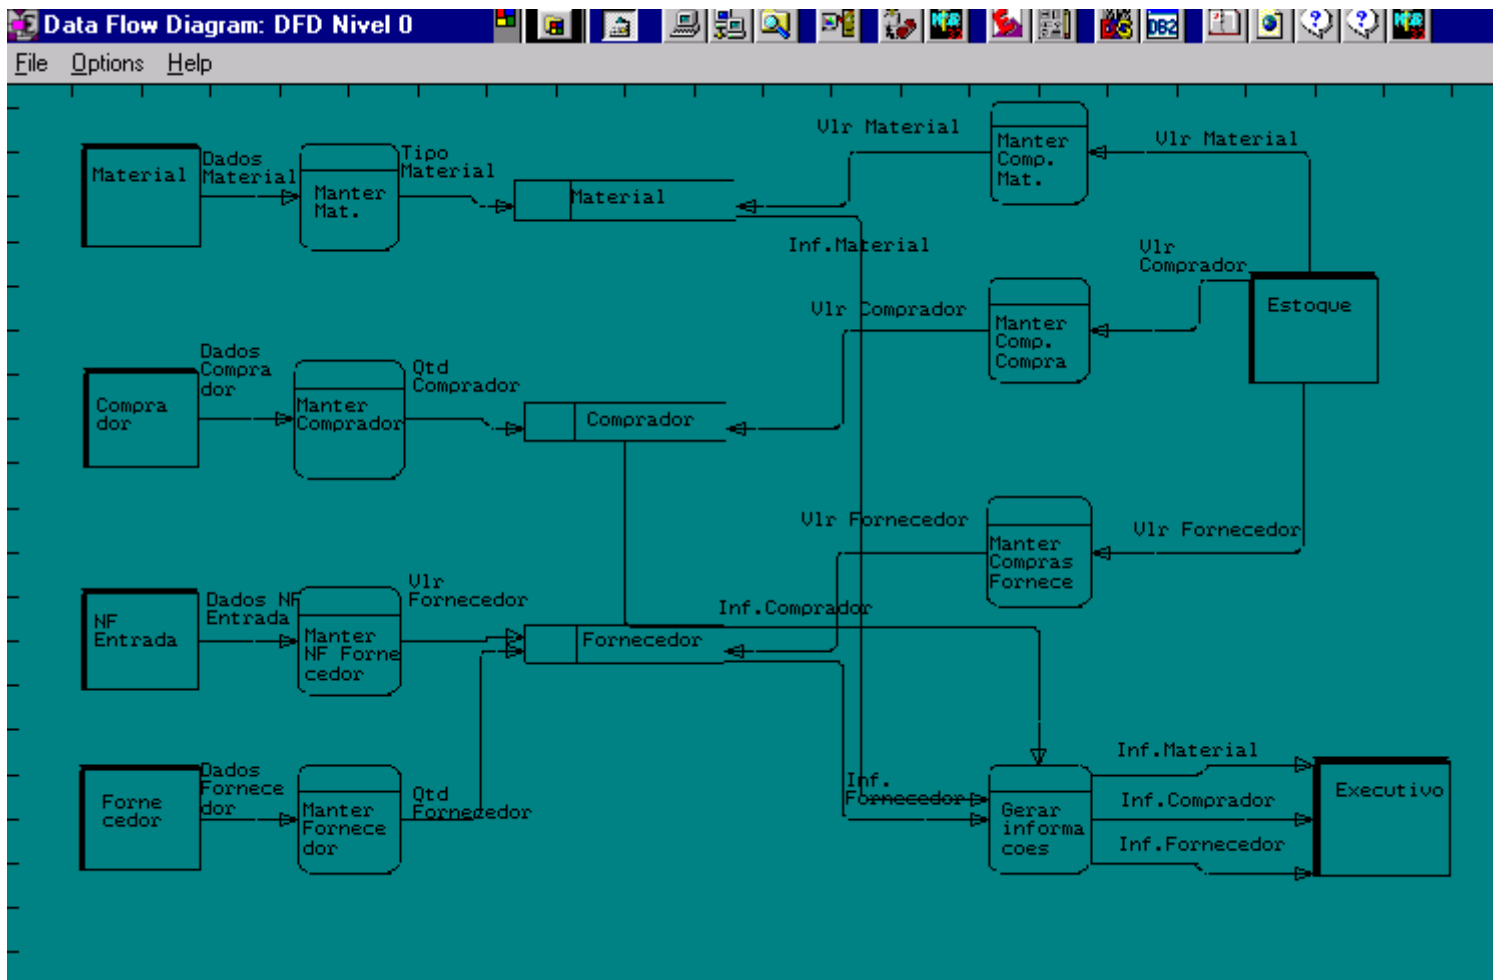 Data Flow Diagram: DFD Nivel 0
DB2
File Options Help
Vlr Material
Manter
Comp.
Mat.
Vlr Material
Material
Dados
Material
Manter
Mat.
Tipo
Material
Material
Inf.Material
Vlr
Comprador
Estoque
Vlr Comprador
Manter
Comp.
Compra
Dados
Compra
dor
Compra
dor
Manter
Comprador
Qtd
Comprador
Comprador
Vlr Fornecedor
Manter
Compras
Fornece
Vlr Fornecedor
NF
Entrada
Dados NF
Entrada
Manter
NF Forne
cedor
Vlr
Fornecedor
Fornecedor
Inf.Comprador
Forne
cedor
Dados
Fornece
dor
Manter
Fornece
dor
Qtd
Fornecedor
Inf.
Fornecedor
Gerar
informa
coes
Inf.Material
Inf.Comprador
Inf.Fornecedor
Executivo